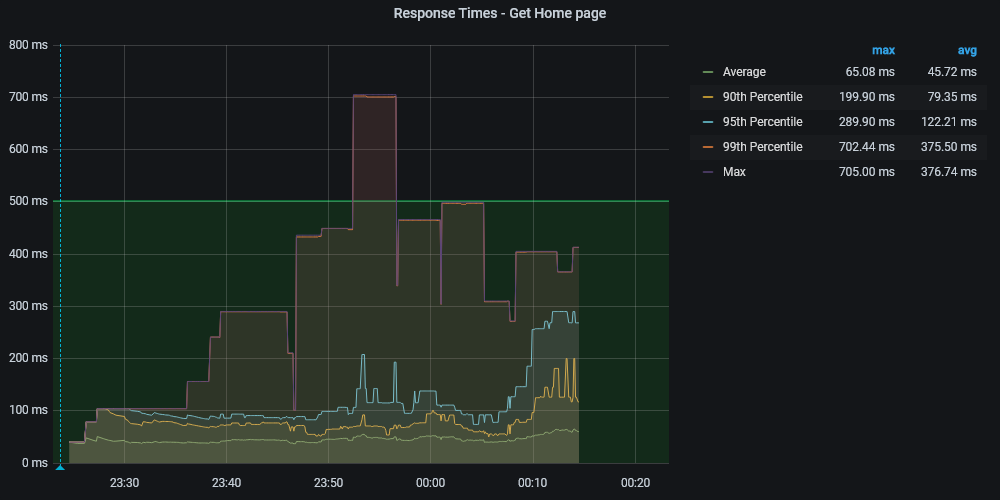 Response Times - Get Home page
800 ms
700 ms
600 ms
500 ms
400 ms
300 ms
200 ms
100 ms
0 ms
23:30 23:40 23:50 00:00 00:10 00:20
max avg
Average 65.08 ms 45.72 ms
90th Percentile 199.90 ms 79.35 ms
95th Percentile 289.90 ms 122.21 ms
99th Percentile 702.44 ms 375.50 ms
Max 705.00 ms 376.74 ms